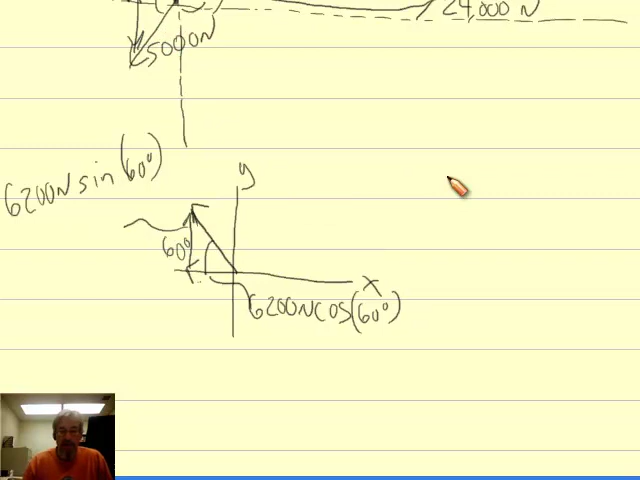 24,000 N
5000N
6200N sin(60°)
y
60°
x
6200N cos(60°)